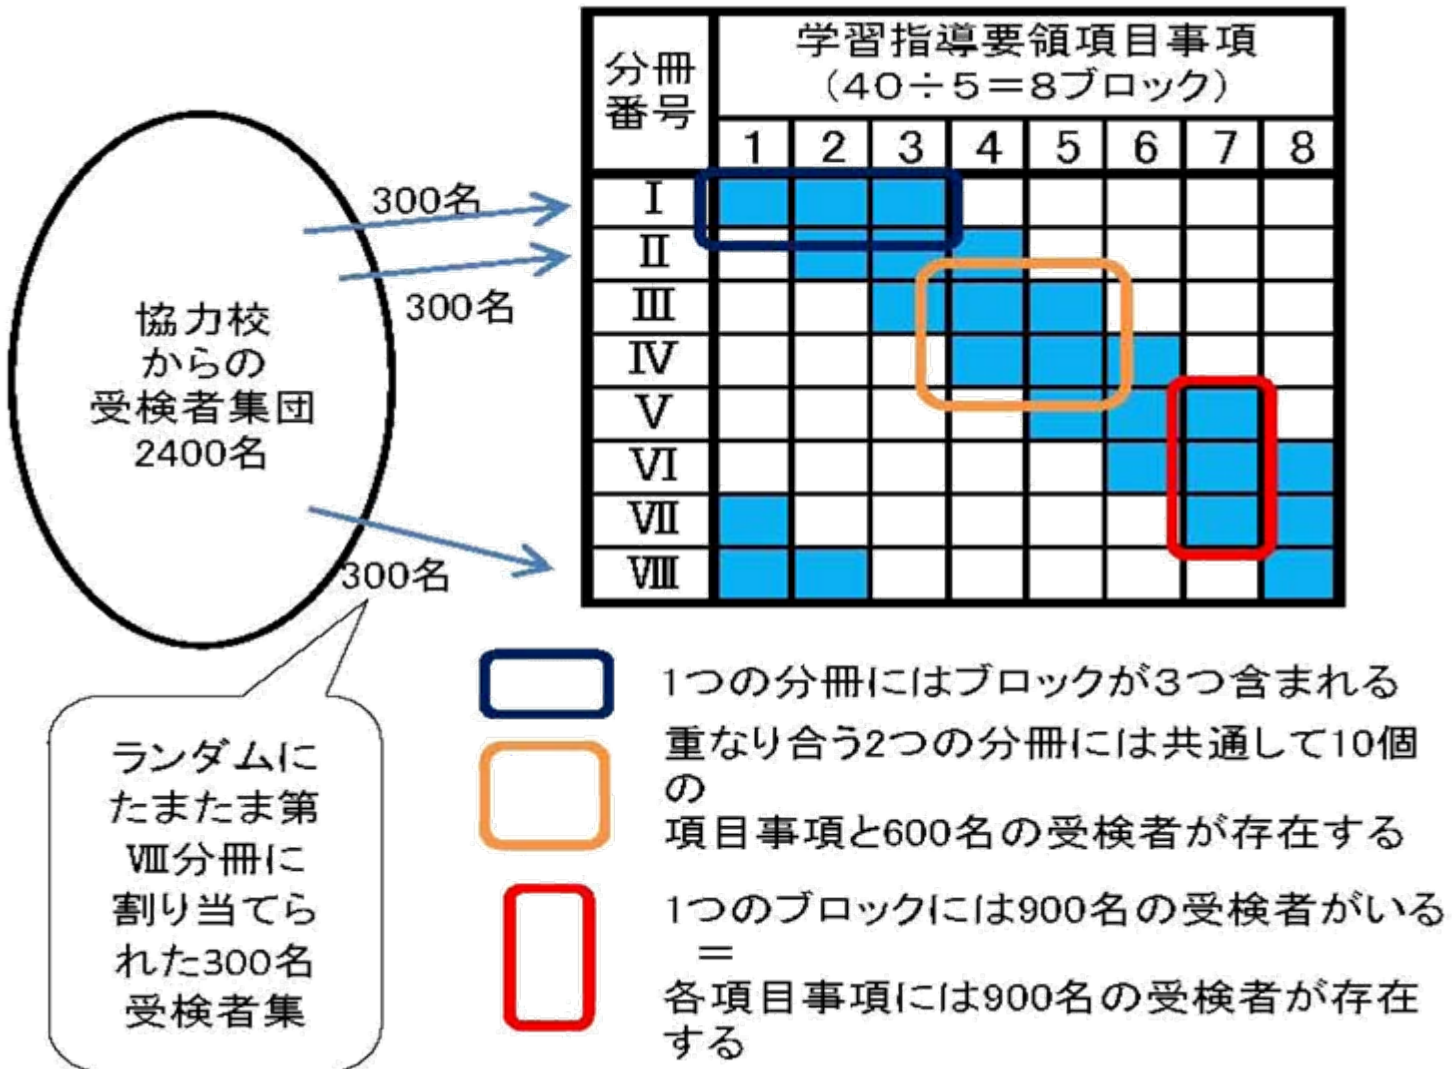 分冊
番号
学習指導要領項目事項
(40÷5=8ブロック)
1 2 3 4 5 6 7 8
Ⅰ
Ⅱ
Ⅲ
Ⅳ
Ⅴ
Ⅵ
Ⅶ
Ⅷ
300名
300名
300名
協力校
からの
受検者集団
2400名
ランダムに
たまたま第
Ⅷ分冊に
割り当てら
れた300名
受検者集
1つの分冊にはブロックが3つ含まれる
重なり合う2つの分冊には共通して10個
の
項目事項と600名の受検者が存在する
1つのブロックには900名の受検者がいる
=
各項目事項には900名の受検者が存在
する